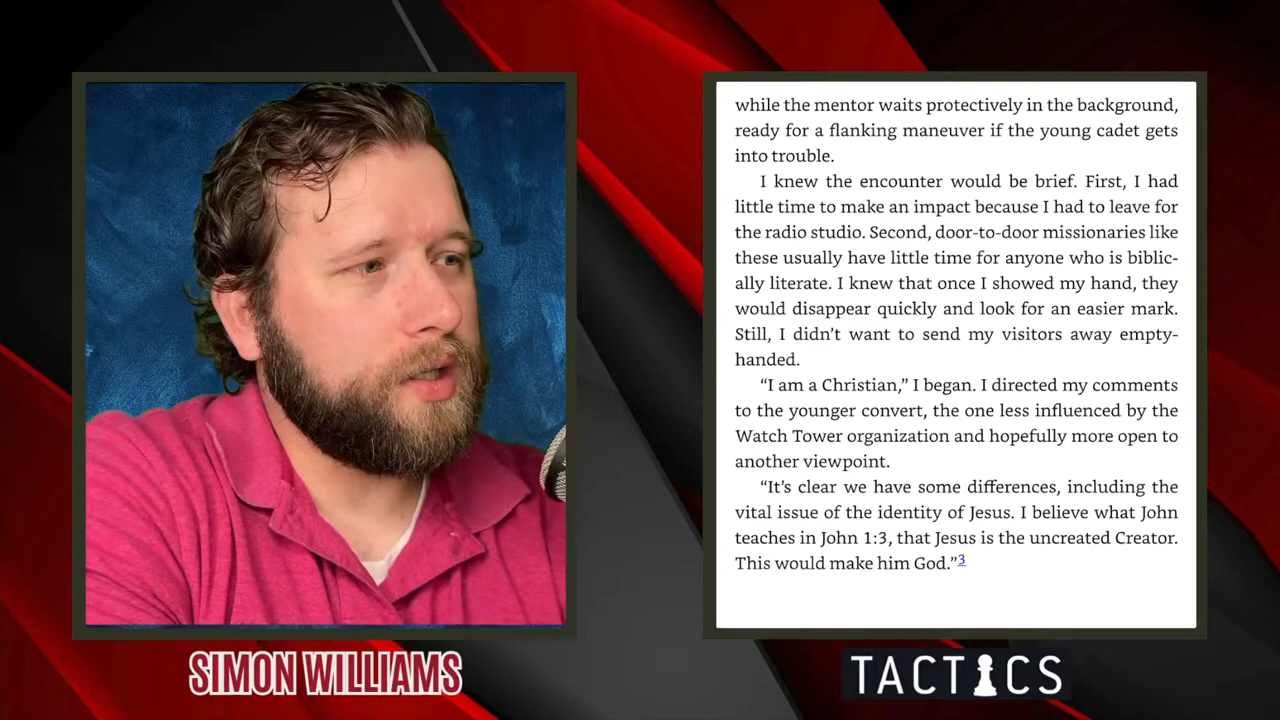 while the mentor waits protectively in the background,
ready for a flanking maneuver if the young cadet gets
into trouble.
I knew the encounter would be brief. First, I had
little time to make an impact because I had to leave for
the radio studio. Second, door-to-door missionaries like
these usually have little time for anyone who is biblic-
ally literate. I knew that once I showed my hand, they
would disappear quickly and look for an easier mark.
Still, I didn’t want to send my visitors away empty-
handed.
“I am a Christian,” I began. I directed my comments
to the younger convert, the one less influenced by the
Watch Tower organization and hopefully more open to
another viewpoint.
“It’s clear we have some differences, including the
vital issue of the identity of Jesus. I believe what John
teaches in John 1:3, that Jesus is the uncreated Creator.
This would make him God.”3
SIMON WILLIAMS
TACTICS